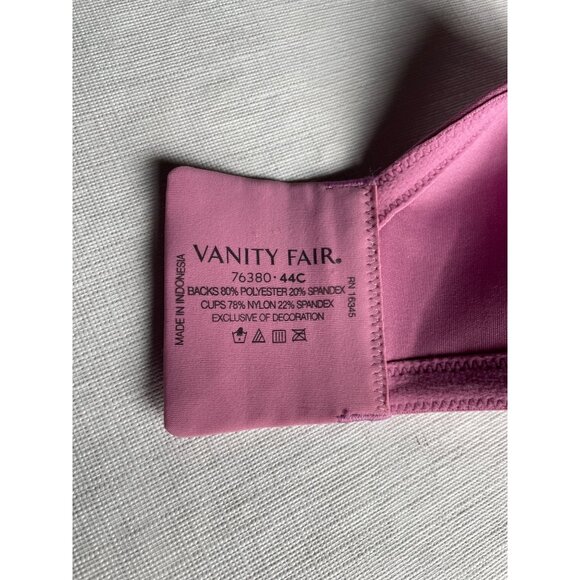 VANITY FAIR®
76380 · 44C
BACKS 80% POLYESTER 20% SPANDEX
CUPS 78% NYLON 22% SPANDEX
EXCLUSIVE OF DECORATION
MADE IN INDONESIA
RN 16345